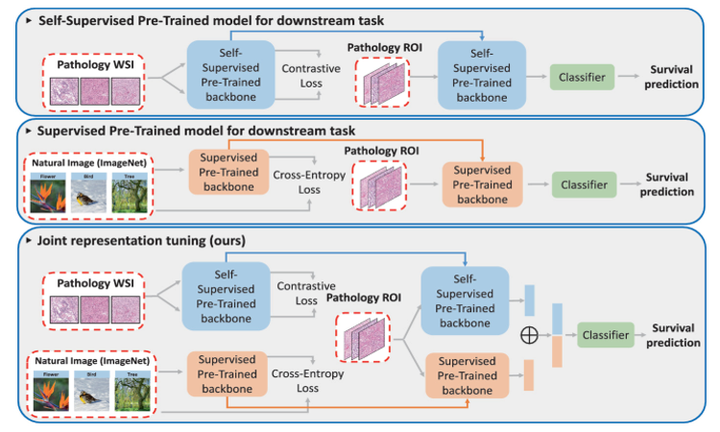 ▸ Self-Supervised Pre-Trained model for downstream task
Pathology WSI
Self-
Supervised
Pre-Trained
backbone
Contrastive
Loss
Pathology ROI
Self-
Supervised
Pre-Trained
backbone
Classifier
Survival
prediction
▸ Supervised Pre-Trained model for downstream task
Natural Image (ImageNet)
Flower
Bird
Tree
Supervised
Pre-Trained
backbone
Cross-Entropy
Loss
Pathology ROI
Supervised
Pre-Trained
backbone
Classifier
Survival
prediction
▸ Joint representation tuning (ours)
Pathology WSI
Self-
Supervised
Pre-Trained
backbone
Contrastive
Loss
Natural Image (ImageNet)
Flower
Bird
Tree
Supervised
Pre-Trained
backbone
Cross-Entropy
Loss
Pathology ROI
Self-
Supervised
Pre-Trained
backbone
Supervised
Pre-Trained
backbone
Classifier
Survival
prediction